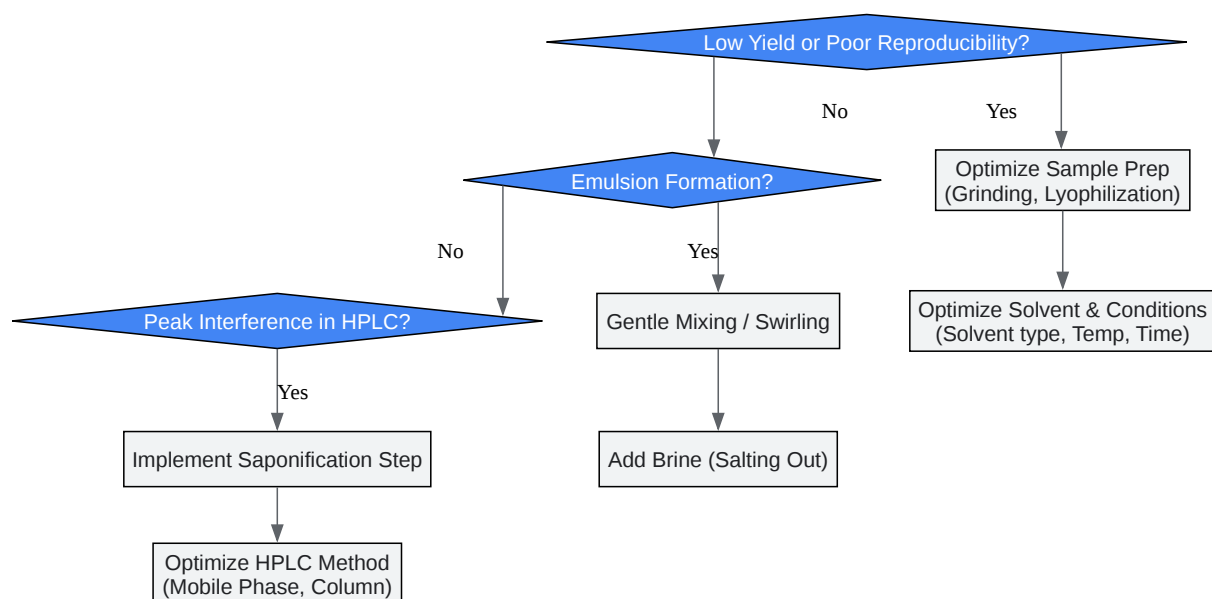 Low Yield or Poor Reproducibility?
No
Yes
Emulsion Formation?
Optimize Sample Prep
(Grinding, Lyophilization)
No
Yes
Peak Interference in HPLC?
Gentle Mixing / Swirling
Optimize Solvent & Conditions
(Solvent type, Temp, Time)
Yes
Implement Saponification Step
Add Brine (Salting Out)
Optimize HPLC Method
(Mobile Phase, Column)